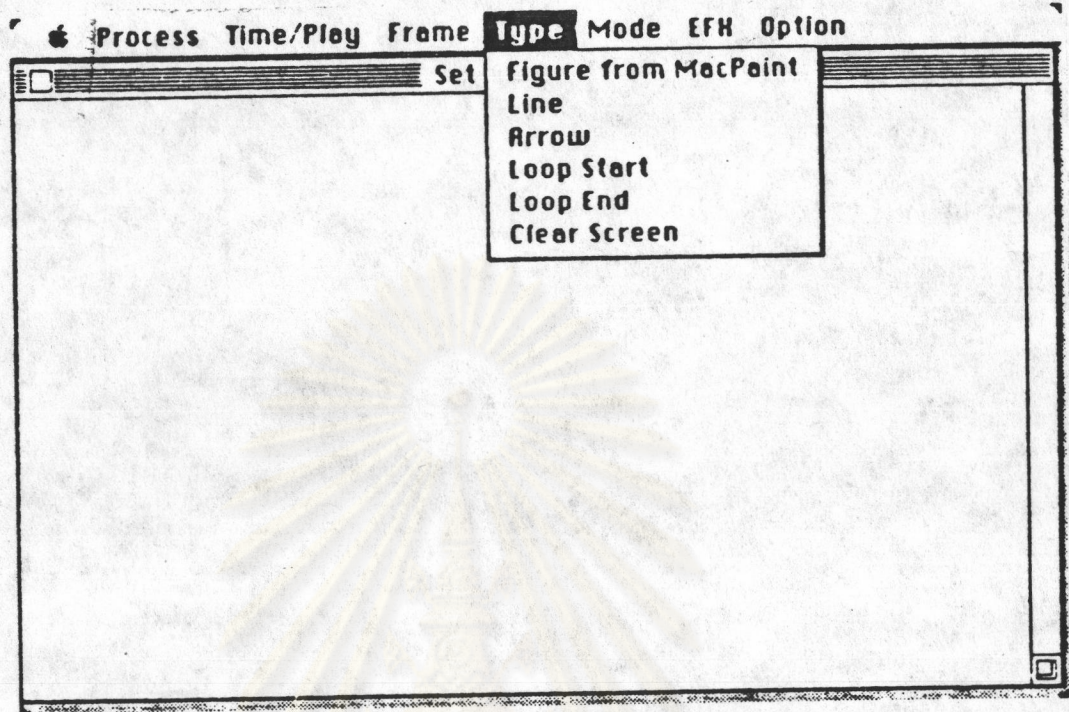 Process Time/Play Frame Type Mode EFX Option
Set
Figure from MacPaint
Line
Arrow
Loop Start
Loop End
Clear Screen